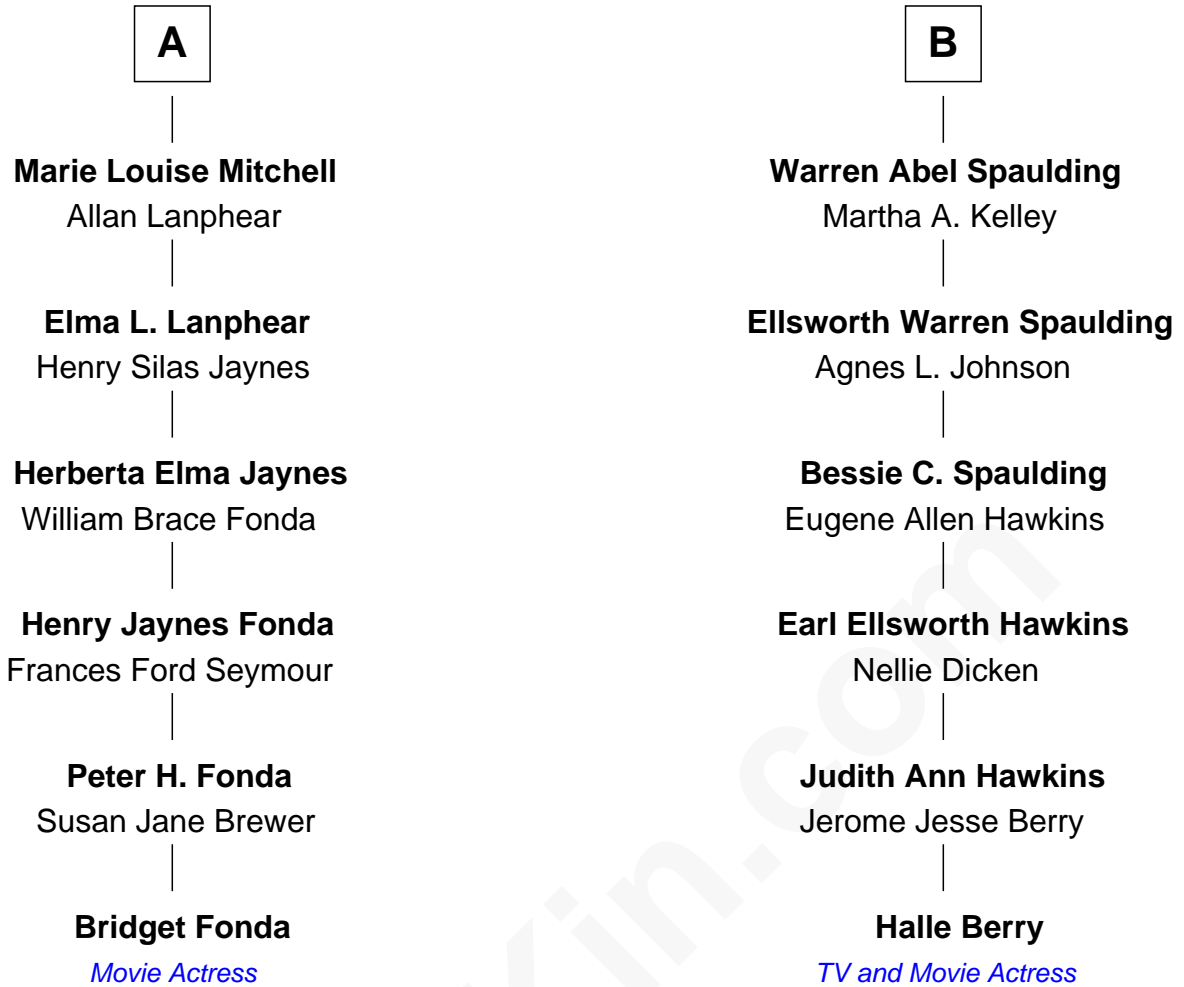 A
Marie Louise Mitchell
Allan Lanphear
Elma L. Lanphear
Henry Silas Jaynes
Herberta Elma Jaynes
William Brace Fonda
Henry Jaynes Fonda
Frances Ford Seymour
Peter H. Fonda
Susan Jane Brewer
Bridget Fonda
Movie Actress
B
Warren Abel Spaulding
Martha A. Kelley
Ellsworth Warren Spaulding
Agnes L. Johnson
Bessie C. Spaulding
Eugene Allen Hawkins
Earl Ellsworth Hawkins
Nellie Dicken
Judith Ann Hawkins
Jerome Jesse Berry
Halle Berry
TV and Movie Actress
Kin.com